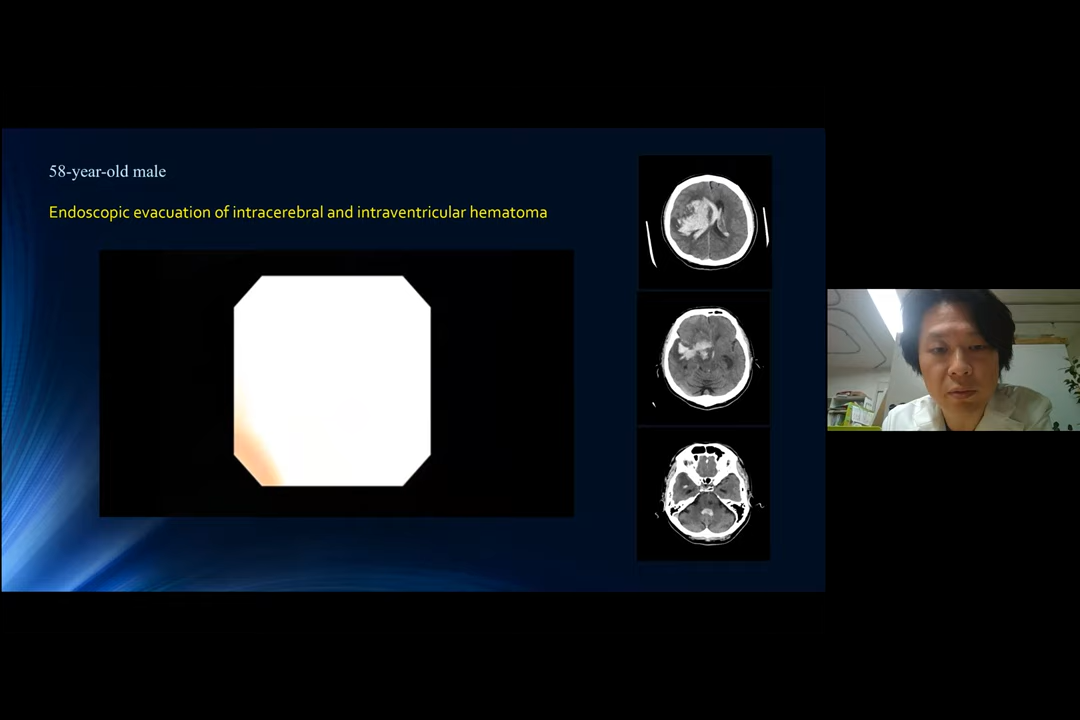 58-year-old male
Endoscopic evacuation of intracerebral and intraventricular hematoma